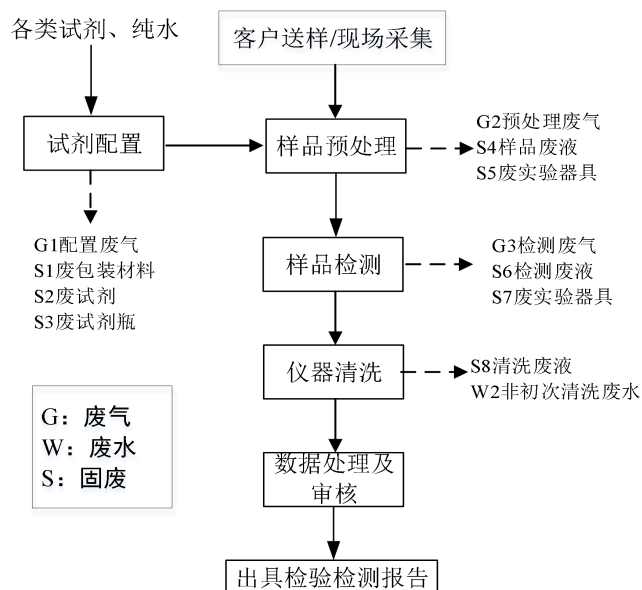 各类试剂、纯水
客户送样/现场采集
试剂配置
样品预处理
G2预处理废气
S4样品废液
S5废实验器具
G1配置废气
S1废包装材料
S2废试剂
S3废试剂瓶
样品检测
G3检测废气
S6检测废液
S7废实验器具
仪器清洗
S8清洗废液
W2非初次清洗废水
G：废气
W：废水
S：固废
数据处理及
审核
出具检验检测报告